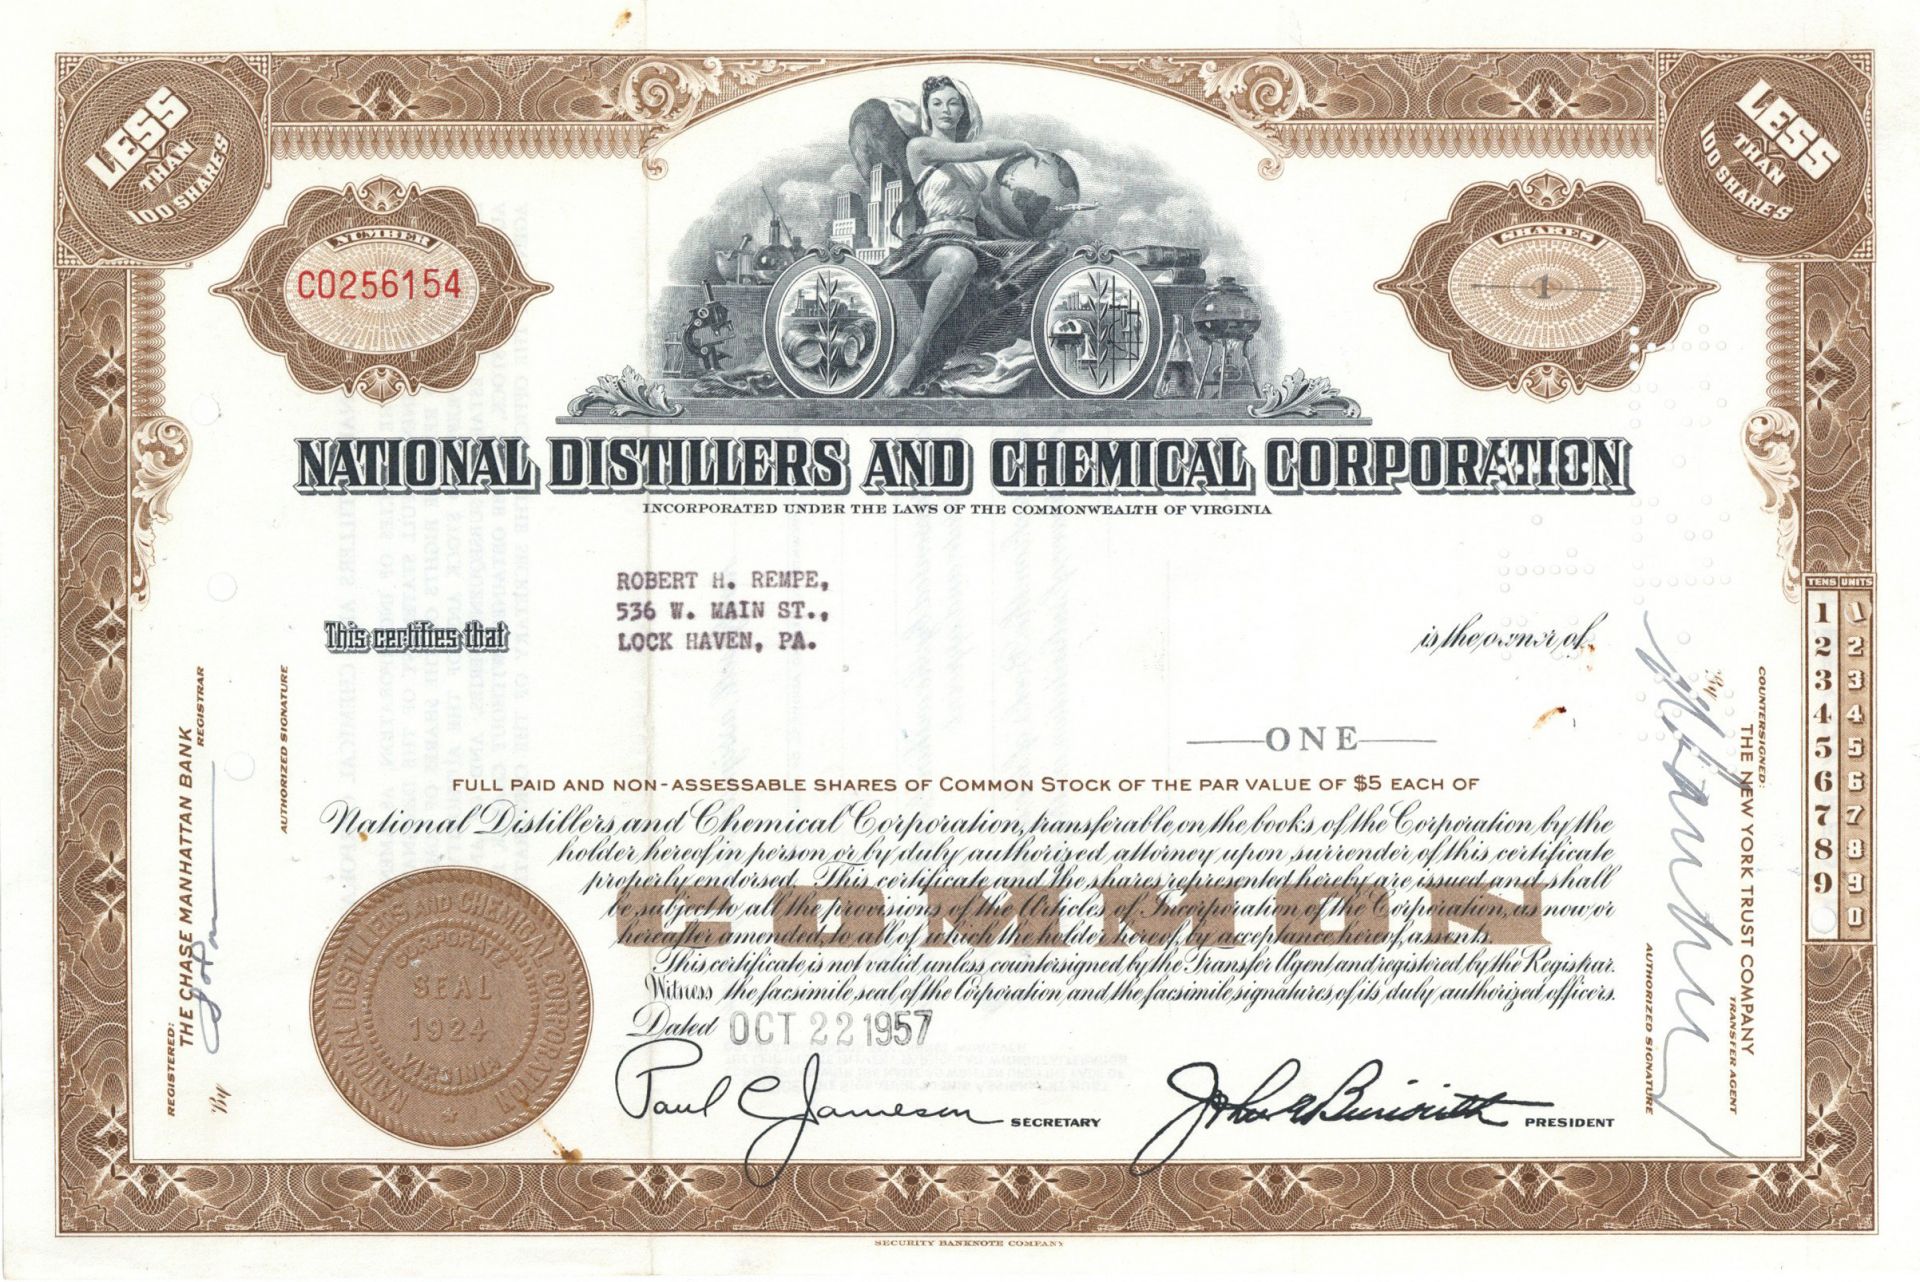 LESS
THAN
100 SHARES
LESS
THAN
100 SHARES
NUMBER
CO256154
SHARES
1
NATIONAL DISTILLERS AND CHEMICAL CORPORATION
INCORPORATED UNDER THE LAWS OF THE COMMONWEALTH OF VIRGINIA
This certifies that
ROBERT H. REMPE,
536 W. MAIN ST.,
LOCK HAVEN, PA.
is the owner of
ONE
FULL PAID AND NON-ASSESSABLE SHARES OF COMMON STOCK OF THE PAR VALUE OF $5 EACH OF
National Distillers and Chemical Corporation, transferable on the books of the Corporation by the
holder hereof in person or by duly authorized attorney upon surrender of this certificate
properly endorsed. This certificate and the shares represented hereby are issued and shall
be subject to all the provisions of the Articles of Incorporation of the Corporation, as now or
hereafter amended, to all of which the holder hereof, by acceptance hereof, assents.
This certificate is not valid unless countersigned by the Transfer Agent and registered by the Registrar.
Witness the facsimile seal of the Corporation and the facsimile signatures of its duly authorized officers.
COMMON
Dated OCT 22 1957
Paul C Jameson SECRETARY
PRESIDENT
NATIONAL DISTILLERS AND CHEMICAL CORPORATION
CORPORATE
SEAL
1924
VIRGINIA
REGISTERED:
THE CHASE MANHATTAN BANK
REGISTRAR
By
AUTHORIZED SIGNATURE
COUNTERSIGNED:
THE NEW YORK TRUST COMPANY
TRANSFER AGENT
By
AUTHORIZED SIGNATURE
TENS UNITS
1 1
2 2
3 3
4 4
5 5
6 6
7 7
8 8
9 9
0
SECURITY BANKNOTE COMPANY